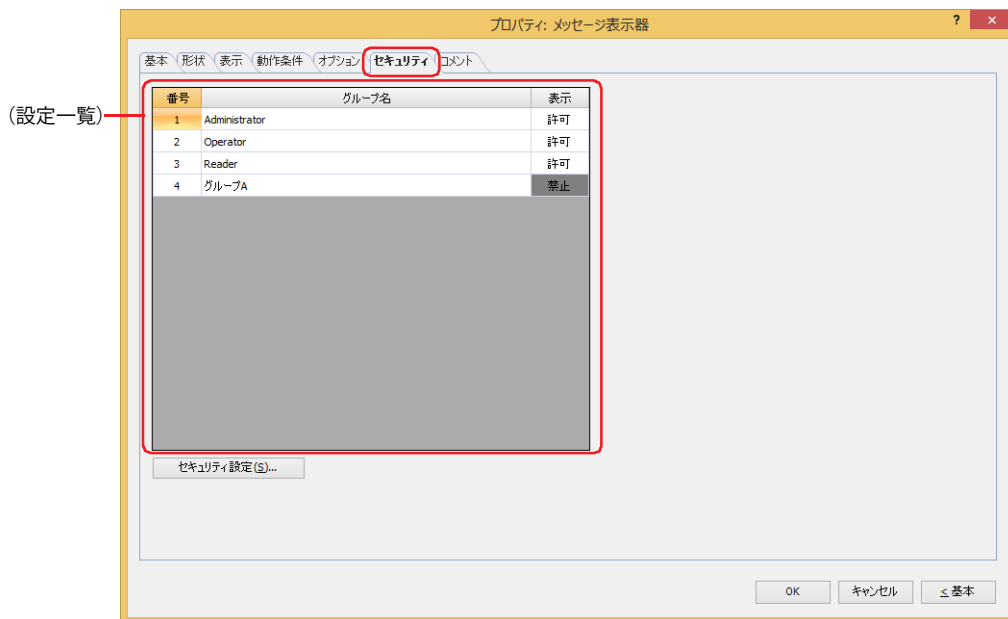 プロパティ: メッセージ表示器
? ×
基本 形状 表示 動作条件 オプション セキュリティ コメント
(設定一覧)
番号 グループ名 表示
1 Administrator 許可
2 Operator 許可
3 Reader 許可
4 グループA 禁止
セキュリティ設定(S)...
OK キャンセル < 基本